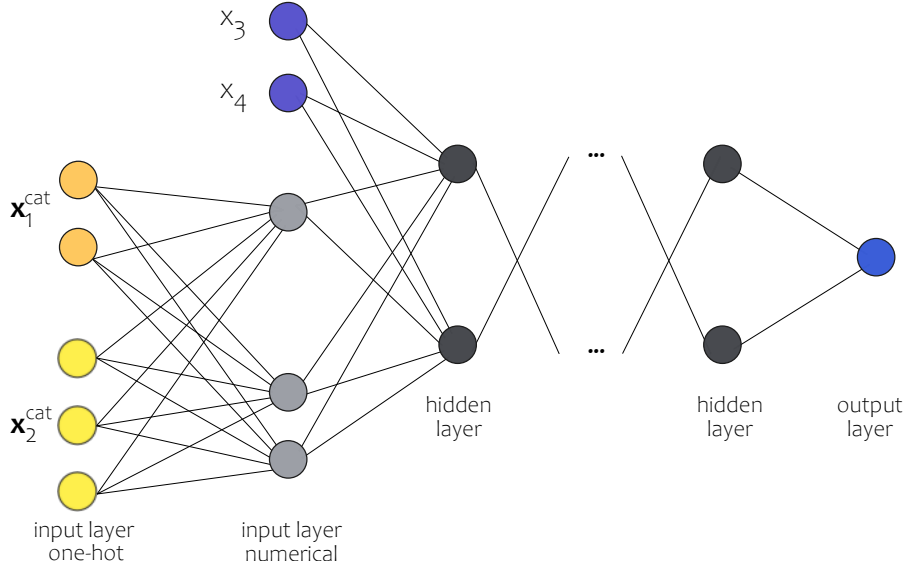 x₃
x₄
x₁ᶜᵃᵗ
x₂ᶜᵃᵗ
...
...
hidden
layer
hidden
layer
output
layer
input layer
one-hot
input layer
numerical